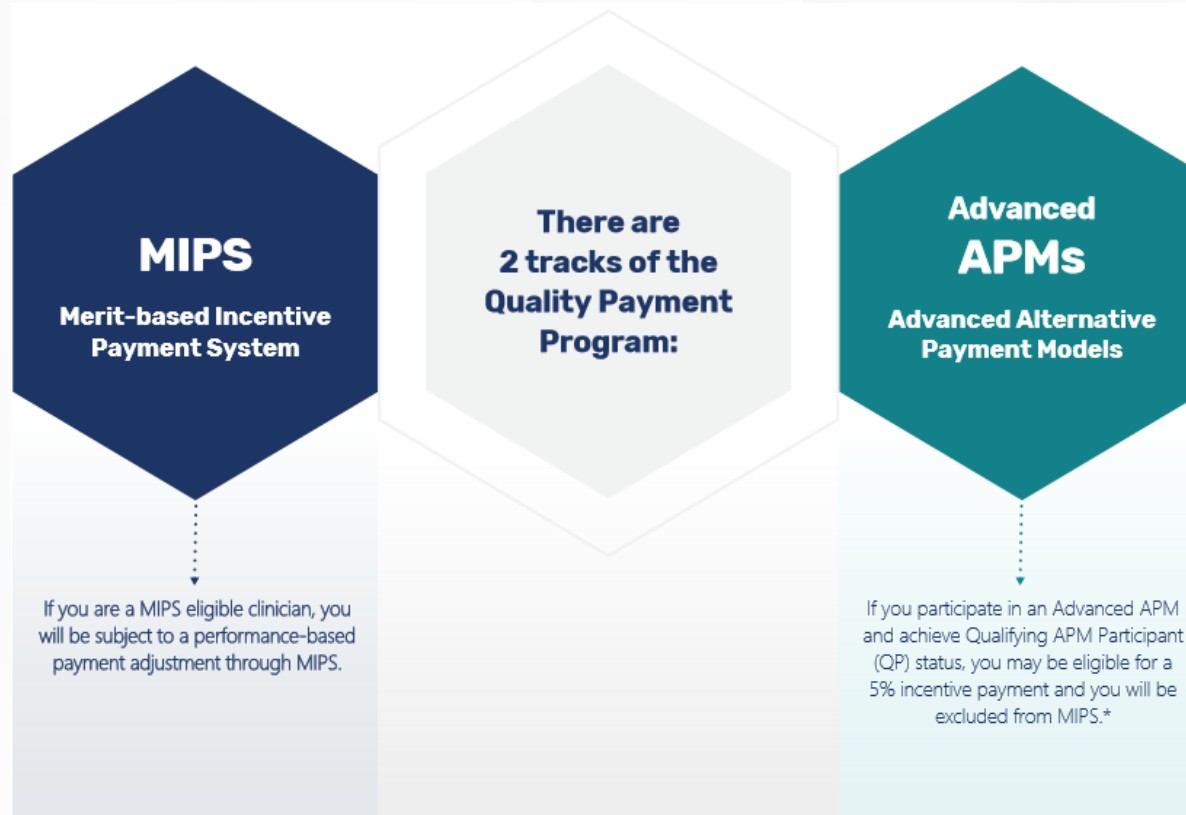 MIPS
Merit-based Incentive
Payment System
If you are a MIPS eligible clinician, you
will be subject to a performance-based
payment adjustment through MIPS.
There are
2 tracks of the
Quality Payment
Program:
Advanced
APMs
Advanced Alternative
Payment Models
If you participate in an Advanced APM
and achieve Qualifying APM Participant
(QP) status, you may be eligible for a
5% incentive payment and you will be
excluded from MIPS.*